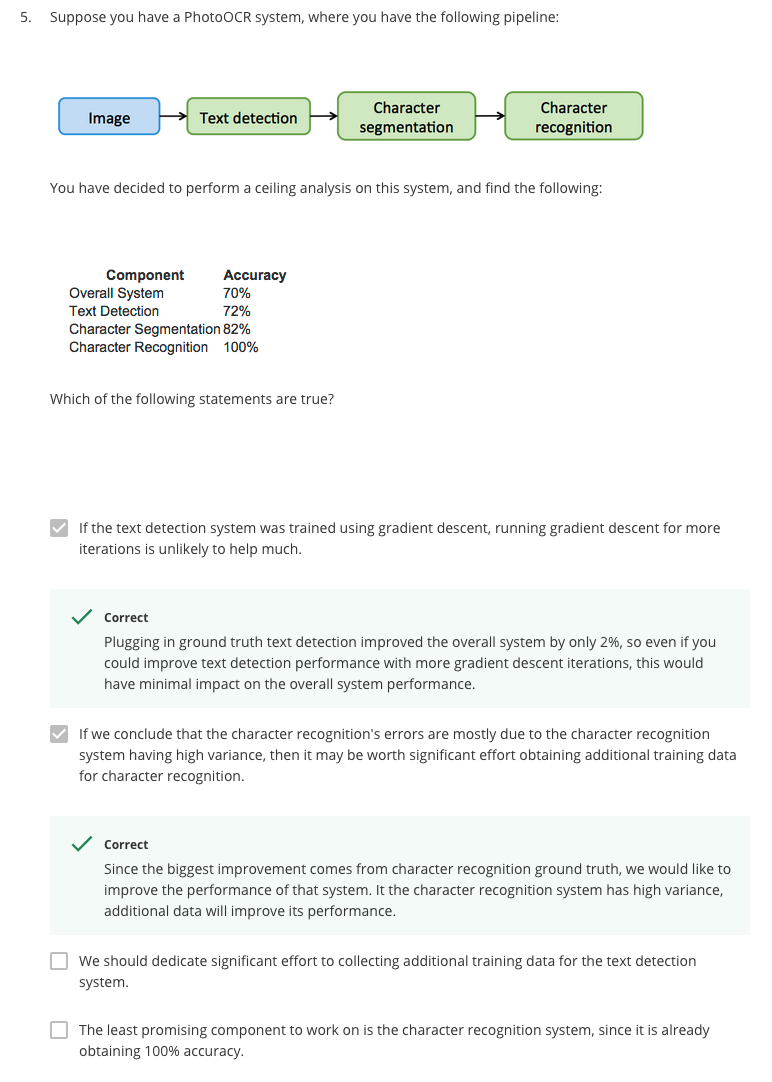 5. Suppose you have a PhotoOCR system, where you have the following pipeline:
Image
Text detection
Character
segmentation
Character
recognition
You have decided to perform a ceiling analysis on this system, and find the following:
Component Accuracy
Overall System 70%
Text Detection 72%
Character Segmentation 82%
Character Recognition 100%
Which of the following statements are true?
If the text detection system was trained using gradient descent, running gradient descent for more
iterations is unlikely to help much.
Correct
Plugging in ground truth text detection improved the overall system by only 2%, so even if you
could improve text detection performance with more gradient descent iterations, this would
have minimal impact on the overall system performance.
If we conclude that the character recognition's errors are mostly due to the character recognition
system having high variance, then it may be worth significant effort obtaining additional training data
for character recognition.
Correct
Since the biggest improvement comes from character recognition ground truth, we would like to
improve the performance of that system. It the character recognition system has high variance,
additional data will improve its performance.
We should dedicate significant effort to collecting additional training data for the text detection
system.
The least promising component to work on is the character recognition system, since it is already
obtaining 100% accuracy.